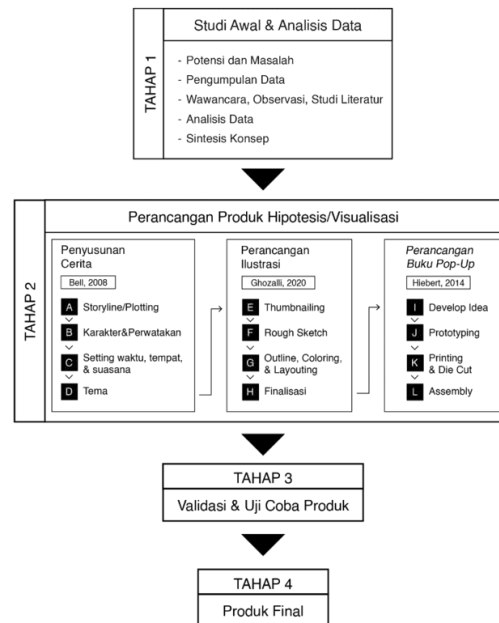 TAHAP 1
Studi Awal & Analisis Data
- Potensi dan Masalah
- Pengumpulan Data
- Wawancara, Observasi, Studi Literatur
- Analisis Data
- Sintesis Konsep
TAHAP 2
Perancangan Produk Hipotesis/Visualisasi
Penyusunan
Cerita
Bell, 2008
A Storyline/Plotting
B Karakter&Perwatakan
C Setting waktu, tempat,
& suasana
D Tema
Perancangan
Ilustrasi
Ghozalli, 2020
E Thumbnailing
F Rough Sketch
G Outline, Coloring,
& Layouting
H Finalisasi
Perancangan
Buku Pop-Up
Hiebert, 2014
I Develop Idea
J Prototyping
K Printing
& Die Cut
L Assembly
TAHAP 3
Validasi & Uji Coba Produk
TAHAP 4
Produk Final